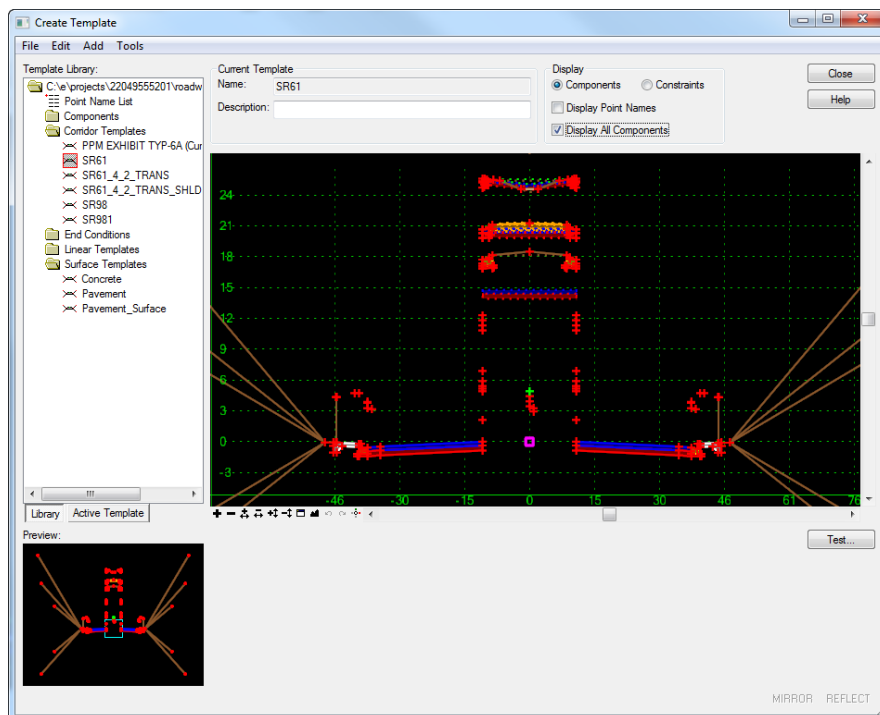 Create Template
File Edit Add Tools
Template Library:
C:\e\projects\22049555201\roadw
Point Name List
Components
Corridor Templates
PPM EXHIBIT TYP-6A (Cur
SR61
SR61_4_2_TRANS
SR61_4_2_TRANS_SHLD
SR98
SR981
End Conditions
Linear Templates
Surface Templates
Concrete
Pavement
Pavement_Surface
Library Active Template
Preview:
Current Template
Name: SR61
Description:
Display
Components Constraints
Display Point Names
Display All Components
Close
Help
24
21
18
15
12
9
6
3
0
-3
-46 -30 -15 0 15 30 46 61 76
Test...
MIRROR REFLECT